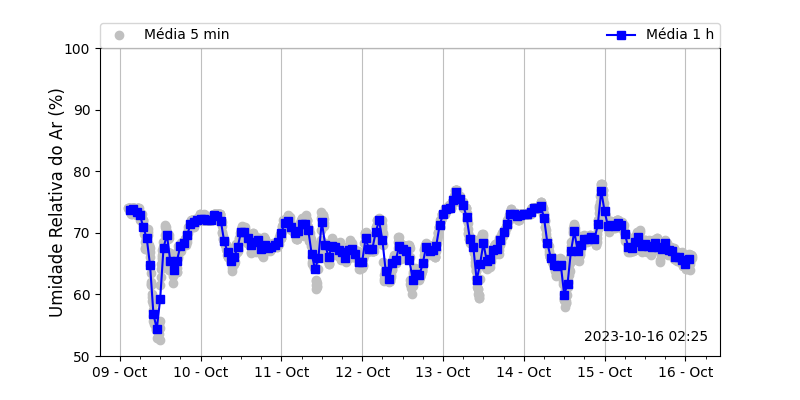 Média 5 min
Média 1 h
Umidade Relativa do Ar (%)
100
90
80
70
60
50
2023-10-16 02:25
09 - Oct
10 - Oct
11 - Oct
12 - Oct
13 - Oct
14 - Oct
15 - Oct
16 - Oct